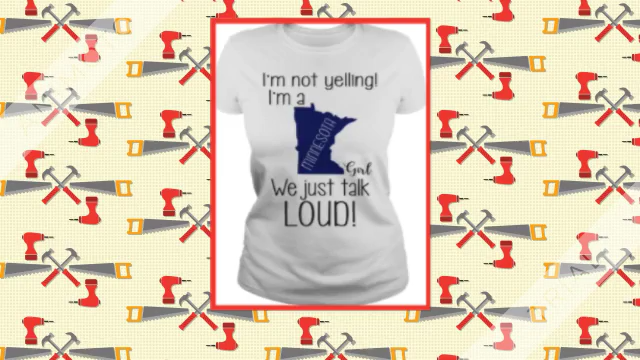 I'm not yelling!
I'm a
MINNESOTA
Girl
We just talk
LOUD!